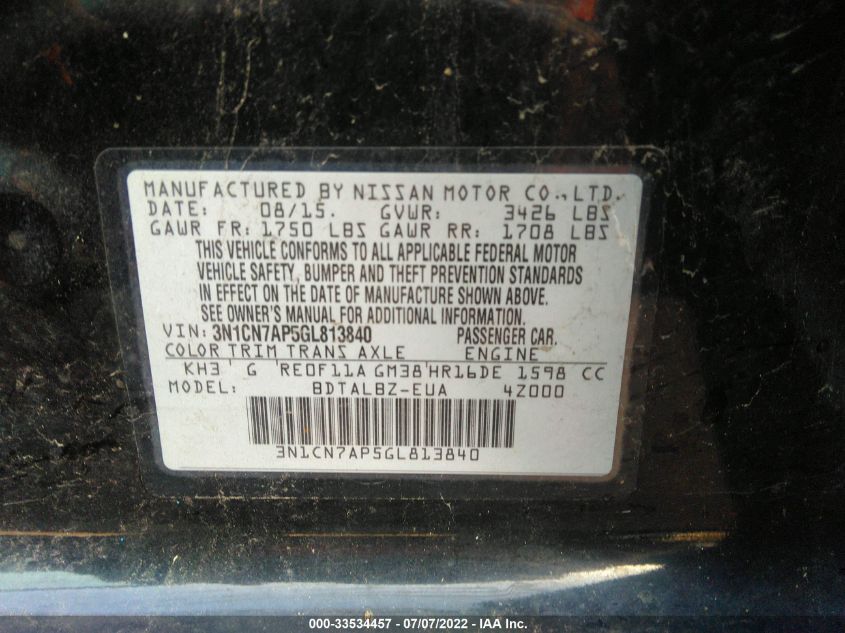 MANUFACTURED BY NISSAN MOTOR CO., LTD.
DATE: 08/15. GVWR: 3426 LBS
GAWR FR: 1750 LBS GAWR RR: 1708 LBS
THIS VEHICLE CONFORMS TO ALL APPLICABLE FEDERAL MOTOR
VEHICLE SAFETY, BUMPER AND THEFT PREVENTION STANDARDS
IN EFFECT ON THE DATE OF MANUFACTURE SHOWN ABOVE.
SEE OWNER'S MANUAL FOR ADDITIONAL INFORMATION.
VIN: 3N1CN7AP5GL813840 PASSENGER CAR.
COLOR TRIM TRANS AXLE ENGINE
KH3 G RE0F11A GM38 HR16DE 1598 CC
MODEL: BDTALBZ-EUA 4Z000
3N1CN7AP5GL813840
000-33534457 - 07/07/2022 - IAA Inc.